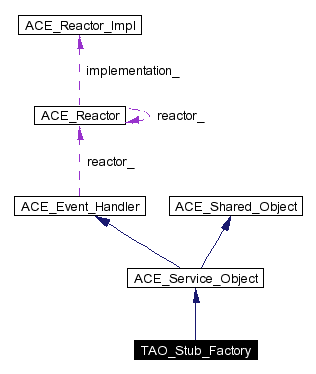 ACE_Reactor_Impl
implementation_
ACE_Reactor
reactor_
reactor_
ACE_Event_Handler
ACE_Shared_Object
ACE_Service_Object
TAO_Stub_Factory